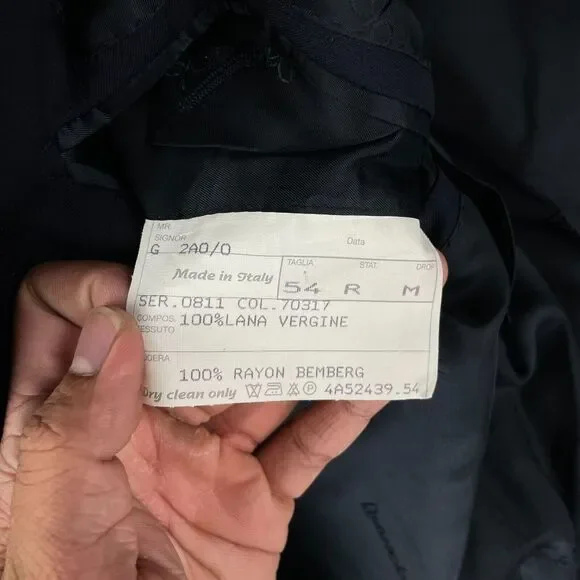 MR
SIGNOR
G 2A0/0
Data
Made in Italy
TAGLIA STAT. DROP
54 R M
SER.0811 COL.70317
COMPOS. 100%LANA VERGINE
100% RAYON BEMBERG
Dry clean only P 4A52439.54